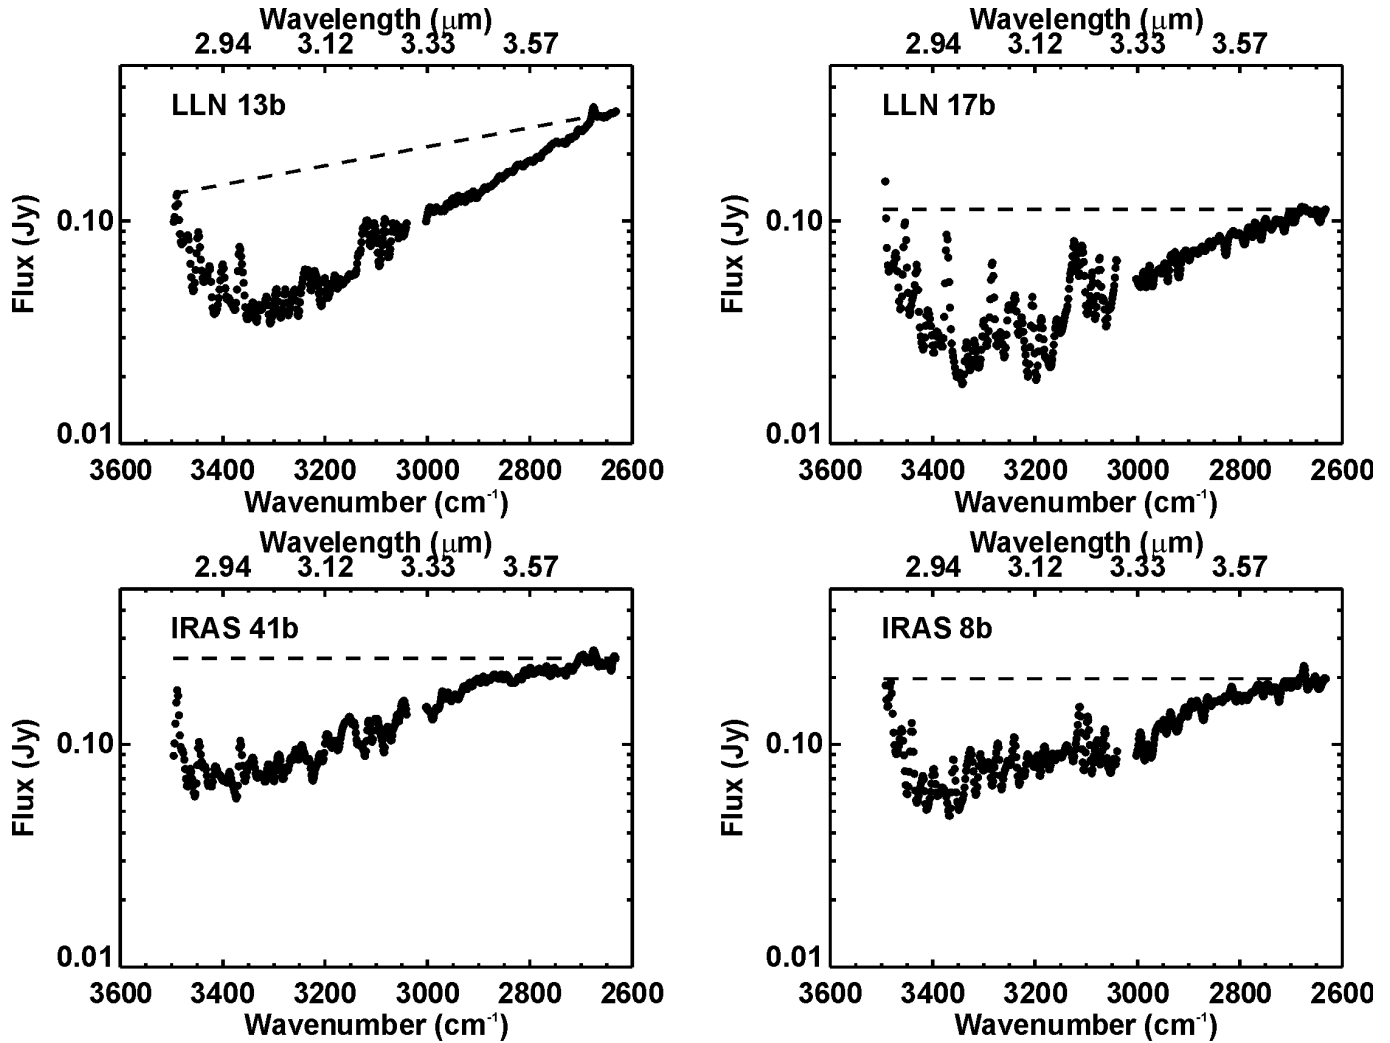 Wavelength (μm)
2.94 3.12 3.33 3.57
LLN 13b
Flux (Jy)
0.10
0.01
3600 3400 3200 3000 2800 2600
Wavenumber (cm-1)
Wavelength (μm)
2.94 3.12 3.33 3.57
LLN 17b
Flux (Jy)
0.10
0.01
3600 3400 3200 3000 2800 2600
Wavenumber (cm-1)
Wavelength (μm)
2.94 3.12 3.33 3.57
IRAS 41b
Flux (Jy)
0.10
0.01
3600 3400 3200 3000 2800 2600
Wavenumber (cm-1)
Wavelength (μm)
2.94 3.12 3.33 3.57
IRAS 8b
Flux (Jy)
0.10
0.01
3600 3400 3200 3000 2800 2600
Wavenumber (cm-1)